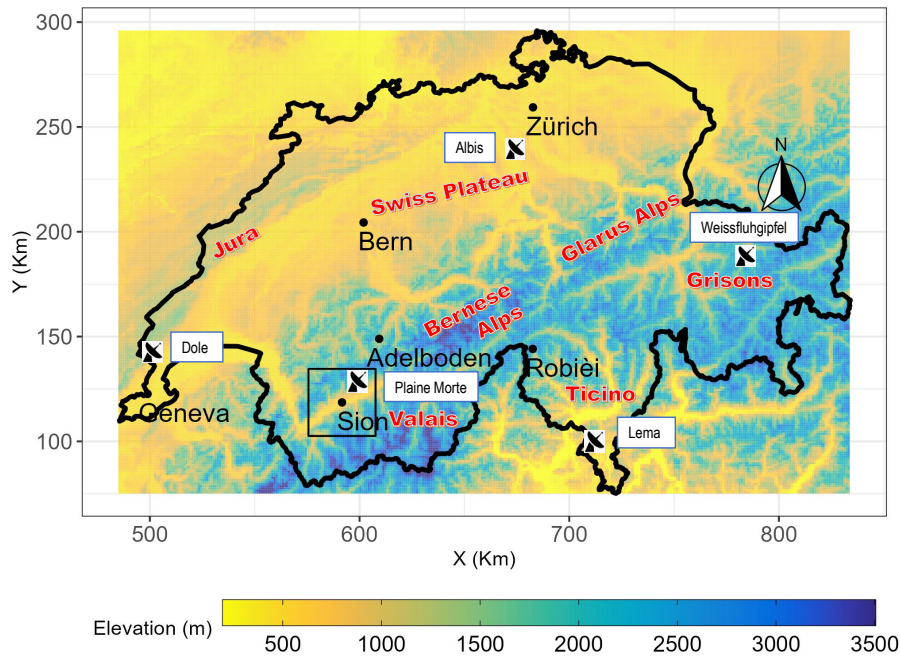 300
250
200
150
100
Y (Km)
Zürich
Albis
N
Swiss Plateau
Glarus Alps
Jura
Bern
Weissfluhgipfel
Grisons
Bernese
Alps
Dole
Adelboden
Robièi
Plaine Morte
Ticino
Geneva
Sion
Valais
Lema
500
600
700
800
X (Km)
Elevation (m)
500
1000
1500
2000
2500
3000
3500